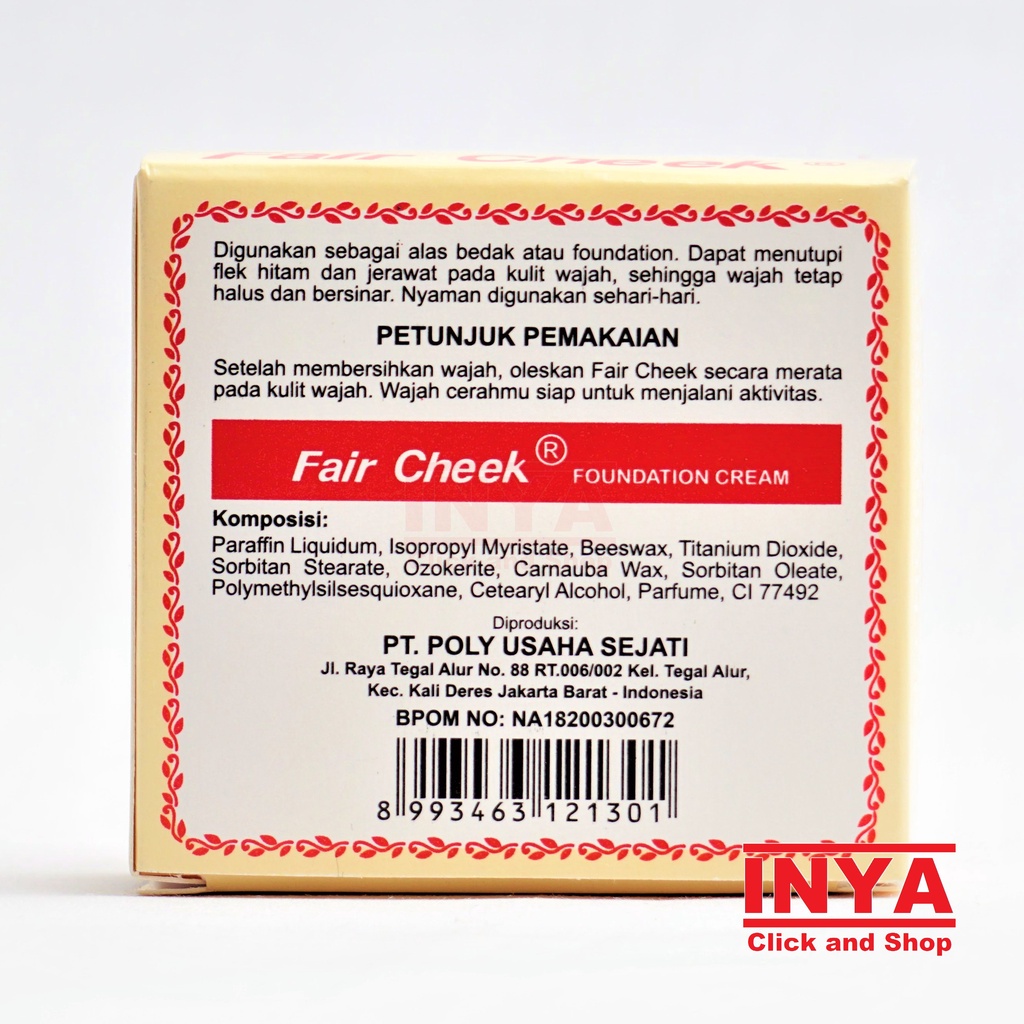 Fair Cheek ®
Digunakan sebagai alas bedak atau foundation. Dapat menutupi
flek hitam dan jerawat pada kulit wajah, sehingga wajah tetap
halus dan bersinar. Nyaman digunakan sehari-hari.
PETUNJUK PEMAKAIAN
Setelah membersihkan wajah, oleskan Fair Cheek secara merata
pada kulit wajah. Wajah cerahmu siap untuk menjalani aktivitas.
Fair Cheek ® FOUNDATION CREAM
INYA
Komposisi:
Paraffin Liquidum, Isopropyl Myristate, Beeswax, Titanium Dioxide,
Sorbitan Stearate, Ozokerite, Carnauba Wax, Sorbitan Oleate,
Polymethylsilsesquioxane, Cetearyl Alcohol, Parfume, CI 77492
Diproduksi:
PT. POLY USAHA SEJATI
Jl. Raya Tegal Alur No. 88 RT.006/002 Kel. Tegal Alur,
Kec. Kali Deres Jakarta Barat - Indonesia
BPOM NO: NA18200300672
8 993463 121301
INYA
Click and Shop